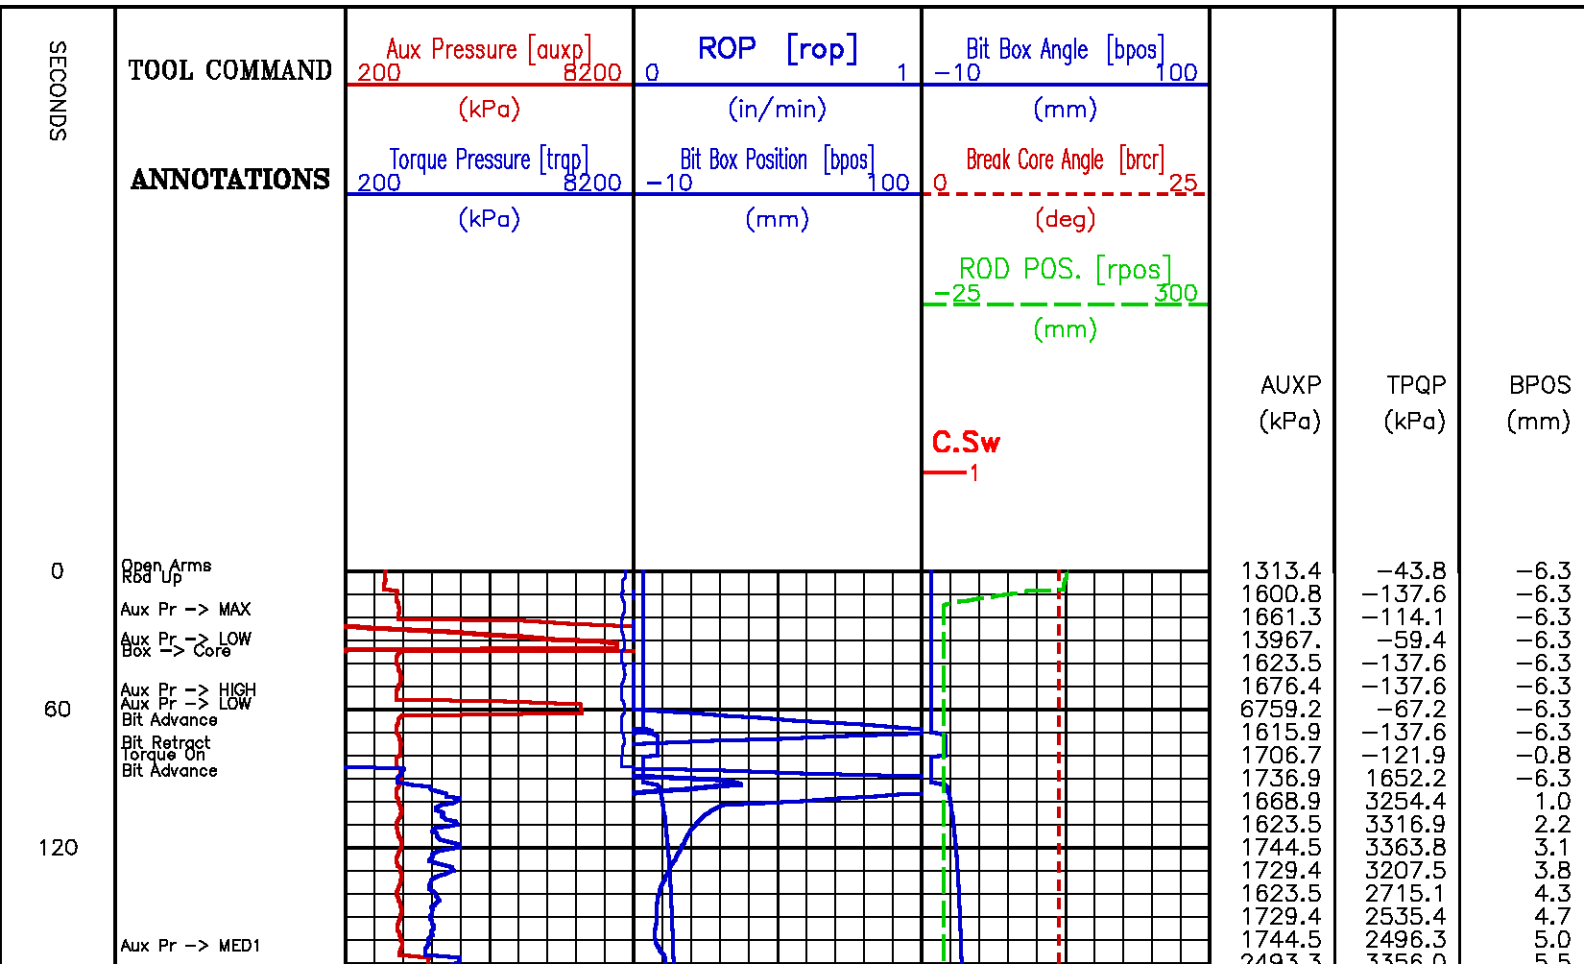 SECONDS
TOOL COMMAND
ANNOTATIONS
Aux Pressure [auxp]
200 8200
(kPa)
Torque Pressure [trqp]
200 8200
(kPa)
ROP [rop]
0 1
(in/min)
Bit Box Position [bpos]
-10 100
(mm)
Bit Box Angle [bpos]
-10 100
(mm)
Break Core Angle [brcr]
0 25
(deg)
ROD POS. [rpos]
-25 300
(mm)
C.Sw
1
AUXP TPQP BPOS
(kPa) (kPa) (mm)
0
60
120
Open Arms
Rod Up
Aux Pr -> MAX
Aux Pr -> LOW
Box -> Core
Aux Pr -> HIGH
Aux Pr -> LOW
Bit Advance
Bit Retract
Torque On
Bit Advance
Aux Pr -> MED1
1313.4 -43.8 -6.3
1600.8 -137.6 -6.3
1661.3 -114.1 -6.3
13967. -59.4 -6.3
1623.5 -137.6 -6.3
1676.4 -137.6 -6.3
6759.2 -67.2 -6.3
1615.9 -137.6 -6.3
1706.7 -121.9 -0.8
1736.9 1652.2 -6.3
1668.9 3254.4 1.0
1623.5 3316.9 2.2
1744.5 3363.8 3.1
1729.4 3207.5 3.8
1623.5 2715.1 4.3
1729.4 2535.4 4.7
1744.5 2496.3 5.0
2493.3 3356.0 5.5